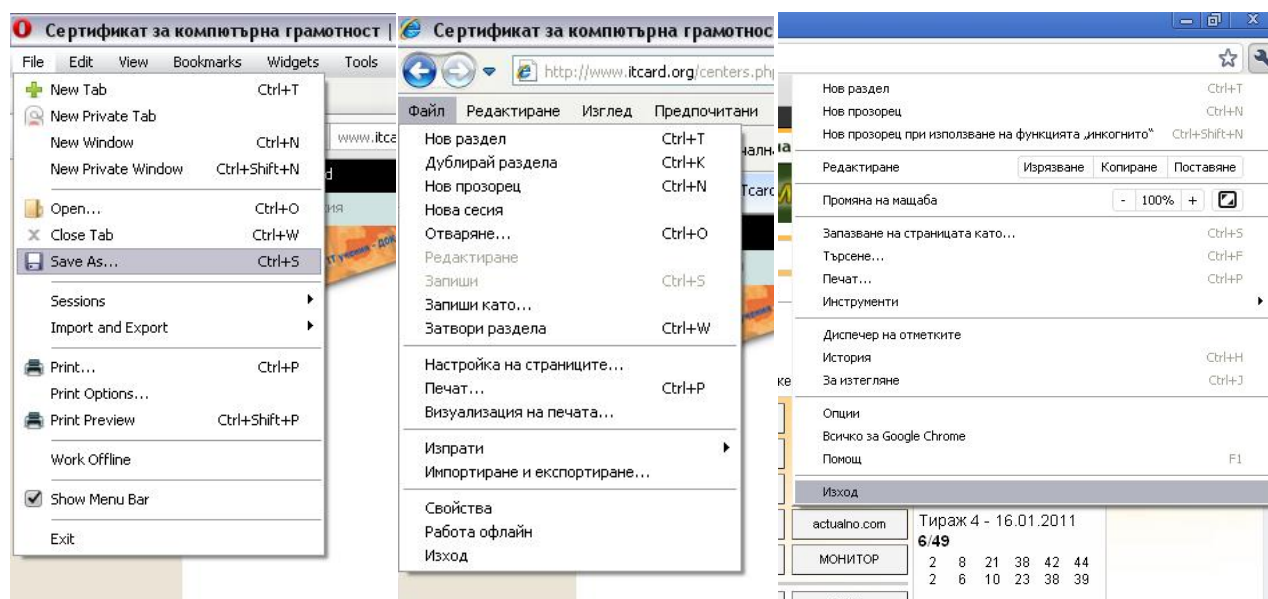 Сертификат за компютърна грамотност |
File Edit View Bookmarks Widgets Tools
New Tab Ctrl+T
New Private Tab
New Window Ctrl+N
New Private Window Ctrl+Shift+N
Open... Ctrl+O
Close Tab Ctrl+W
Save As... Ctrl+S
Sessions
Import and Export
Print... Ctrl+P
Print Options...
Print Preview Ctrl+Shift+P
Work Offline
Show Menu Bar
Exit
www.itca
Сертификат за компютърна грамотнос
http://www.itcard.org/centers.ph
Файл Редактиране Изглед Предпочитани
Нов раздел Ctrl+T
Дублирай раздела Ctrl+K
Нов прозорец Ctrl+N
Нова сесия
Отваряне... Ctrl+O
Редактиране
Запиши Ctrl+S
Запиши като...
Затвори раздела Ctrl+W
Настройка на страниците...
Печат... Ctrl+P
Визуализация на печата...
Изпрати
Импортиране и експортиране...
Свойства
Работа офлайн
Изход
Нов раздел Ctrl+T
Нов прозорец Ctrl+N
Нов прозорец при използване на функцията „инкогнито“ Ctrl+Shift+N
Редактиране Изрязване Копиране Поставяне
Промяна на мащаба - 100% +
Запазване на страницата като... Ctrl+S
Търсене... Ctrl+F
Печат... Ctrl+P
Инструменти
Диспечер на отметките
История Ctrl+H
За изтегляне Ctrl+J
Опции
Всичко за Google Chrome
Помощ F1
Изход
actualno.com
МОНИТОР
Тираж 4 - 16.01.2011
6/49
2 8 21 38 42 44
2 6 10 23 38 39